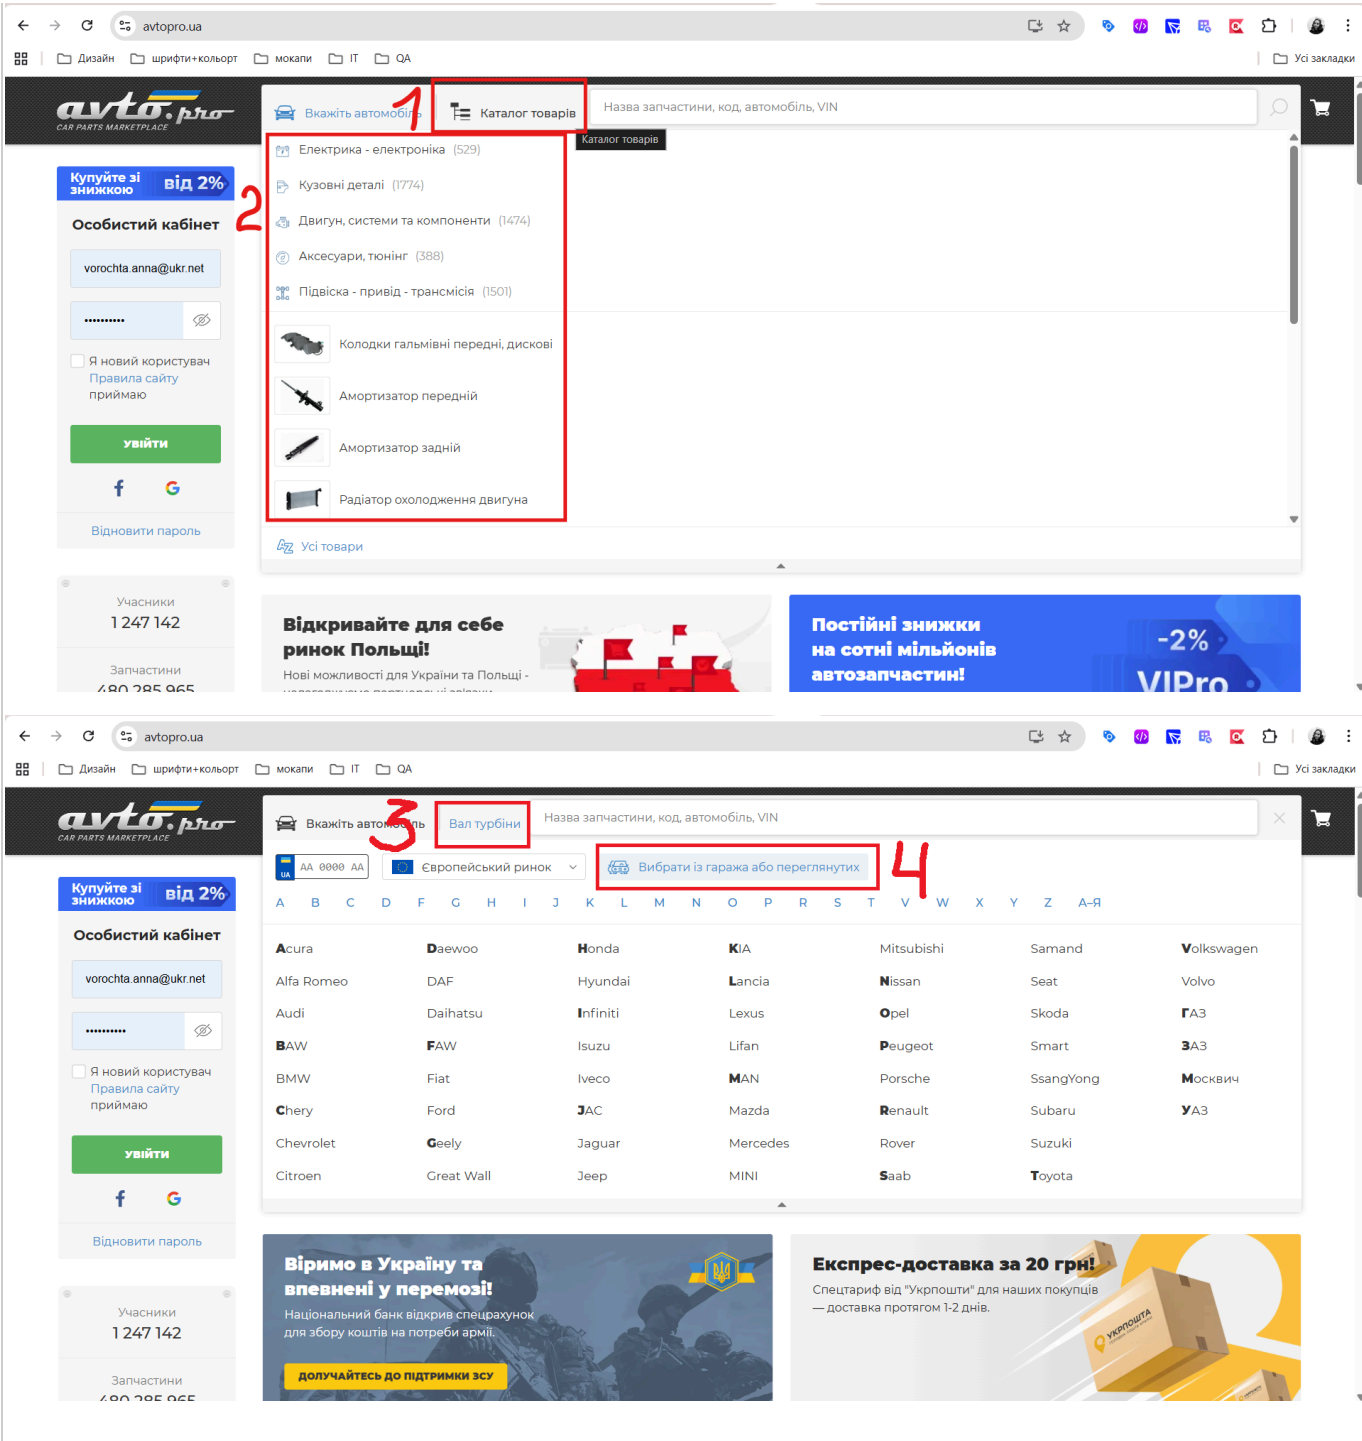 avtopro.ua
Дизайн шрифти+кольорт мокапи IT QA Усі закладки
avto.pro
CAR PARTS MARKETPLACE
Вкажіть автомобіль 1 Каталог товарів Назва запчастини, код, автомобіль, VIN
Каталог товарів
2
Електрика - електроніка (529)
Кузовні деталі (1774)
Двигун, системи та компоненти (1474)
Аксесуари, тюнінг (388)
Підвіска - привід - трансмісія (1501)
Колодки гальмівні передні, дискові
Амортизатор передній
Амортизатор задній
Радіатор охолодження двигуна
AZ Усі товари
Купуйте зі
знижкою
від 2%
Особистий кабінет
vorochta.anna@ukr.net
Я новий користувач
Правила сайту
приймаю
УВІЙТИ
f G
Відновити пароль
Учасники
1 247 142
Запчастини
480 285 965
Відкривайте для себе
ринок Польщі!
Нові можливості для України та Польщі -
Постійні знижки
на сотні мільйонів
автозапчастин!
-2%
VIPro
avtopro.ua
Дизайн шрифти+кольорт мокапи IT QA Усі закладки
avto.pro
CAR PARTS MARKETPLACE
Вкажіть автомобіль 3 Вал турбіни Назва запчастини, код, автомобіль, VIN
UA AA 0000 AA Європейський ринок Вибрати із гаража або переглянутих 4
A B C D F G H I J K L M N O P R S T V W X Y Z А-Я
Acura Daewoo Honda KIA Mitsubishi Samand Volkswagen
Alfa Romeo DAF Hyundai Lancia Nissan Seat Volvo
Audi Daihatsu Infiniti Lexus Opel Skoda ГАЗ
BAW FAW Isuzu Lifan Peugeot Smart ЗАЗ
BMW Fiat Iveco MAN Porsche SsangYong Москвич
Chery Ford JAC Mazda Renault Subaru УАЗ
Chevrolet Geely Jaguar Mercedes Rover Suzuki
Citroen Great Wall Jeep MINI Saab Toyota
Купуйте зі
знижкою
від 2%
Особистий кабінет
vorochta.anna@ukr.net
Я новий користувач
Правила сайту
приймаю
УВІЙТИ
f G
Відновити пароль
Учасники
1 247 142
Запчастини
480 285 965
Віримо в Україну та
впевнені у перемозі!
Національний банк відкрив спецрахунок
для збору коштів на потреби армії.
ДОЛУЧАЙТЕСЬ ДО ПІДТРИМКИ ЗСУ
Експрес-доставка за 20 грн!
Спецтариф від "Укрпошти" для наших покупців
— доставка протягом 1-2 днів.
УКРПОШТА